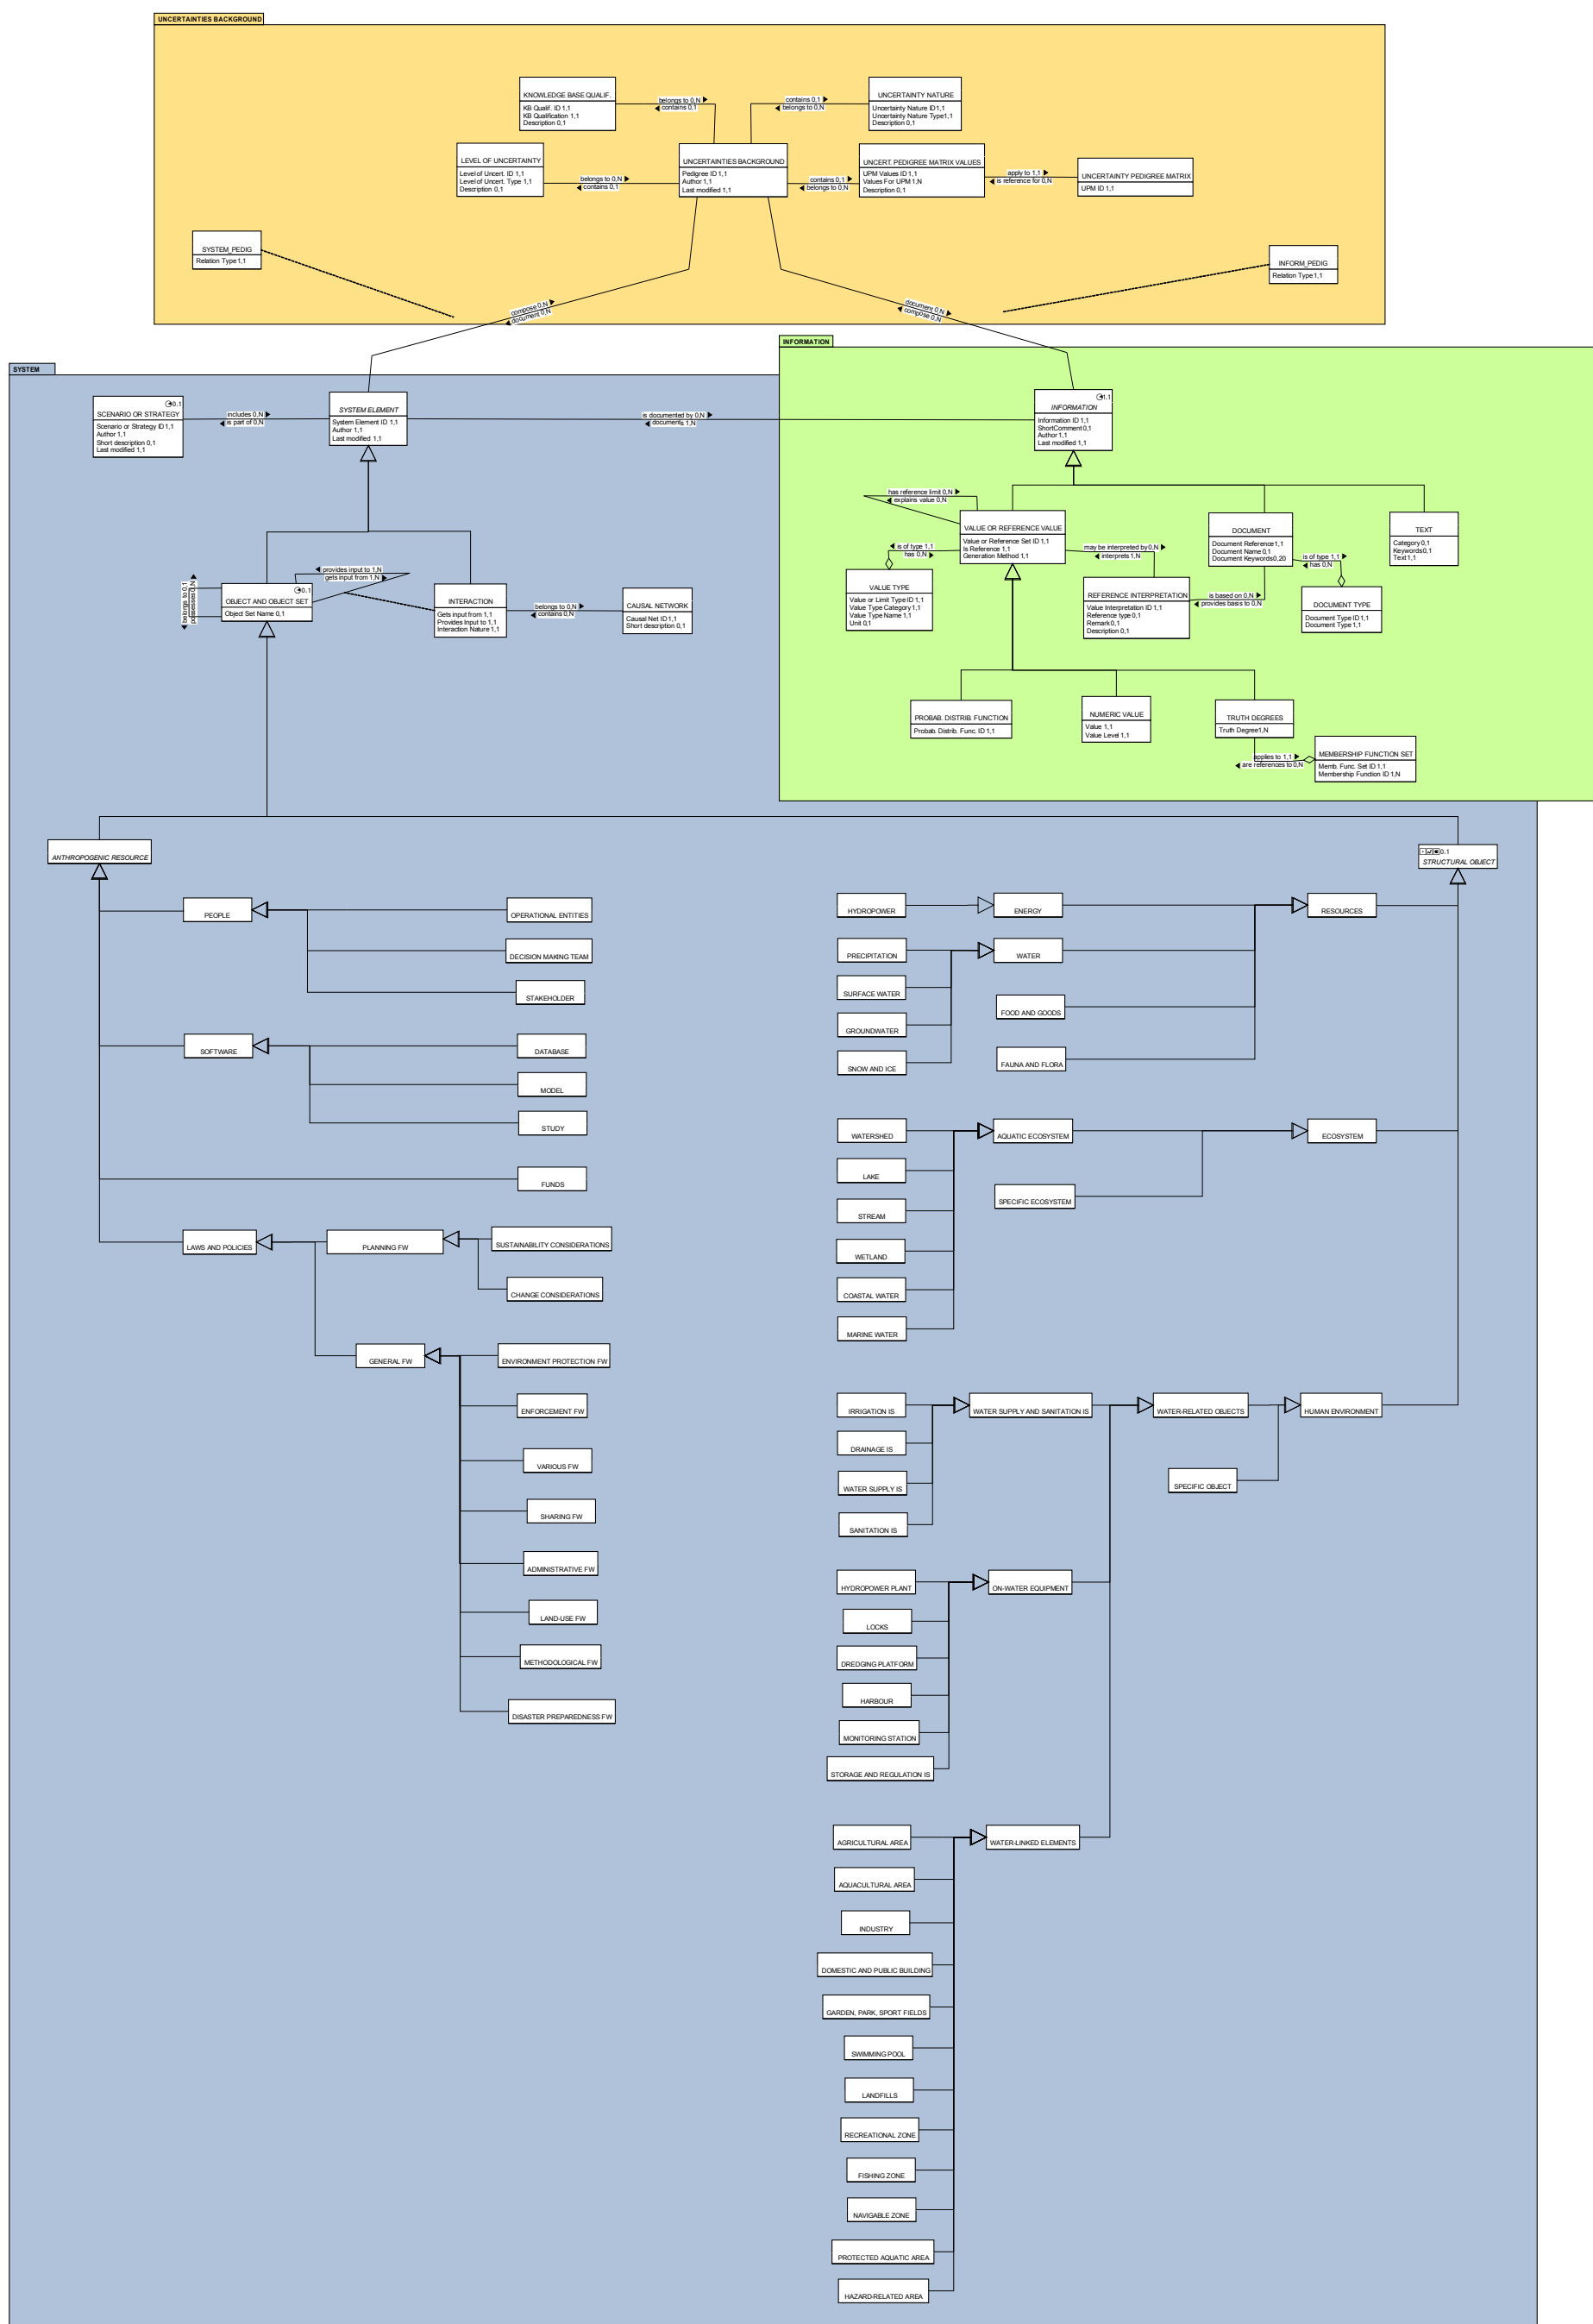 UNCERTAINTIES BACKGROUND
KNOWLEDGE BASE QUALIF.
KB Qualif. ID 1,1
KB Qualification 1,1
Description 0,1
belongs to 0,N
contains 0,1
contains 0,1
belongs to 0,N
UNCERTAINTY NATURE
Uncertainty Nature ID 1,1
Uncertainty Nature Type 1,1
Description 0,1
LEVEL OF UNCERTAINTY
Level of Uncert. ID 1,1
Level of Uncert. Type 1,1
Description 0,1
belongs to 0,N
contains 0,1
UNCERTAINTIES BACKGROUND
Pedigree ID 1,1
Author 1,1
Last modified 1,1
contains 0,1
belongs to 0,N
UNCERT. PEDIGREE MATRIX VALUES
UPM Values ID 1,1
Values For UPM 1,N
Description 0,1
apply to 1,1
is reference for 0,N
UNCERTAINTY PEDIGREE MATRIX
UPM ID 1,1
SYSTEM_PEDIG
Relation Type 1,1
INFORM_PEDIG
Relation Type 1,1
compose 0,N
document 0,N
document 0,N
compose 0,N
INFORMATION
SYSTEM
0,1
SCENARIO OR STRATEGY
Scenario or Strategy ID 1,1
Author 1,1
Short description 0,1
Last modified 1,1
includes 0,N
is part of 0,N
SYSTEM ELEMENT
System Element ID 1,1
Author 1,1
Last modified 1,1
is documented by 0,N
documents 1,N
1,1
INFORMATION
Information ID 1,1
ShortComment 0,1
Author 1,1
Last modified 1,1
has reference limit 0,N
explains value 0,N
VALUE OR REFERENCE VALUE
Value or Reference Set ID 1,1
Is Reference 1,1
Generation Method 1,1
DOCUMENT
Document Reference 1,1
Document Name 0,1
Document Keywords 0,20
TEXT
Category 0,1
Keywords 0,1
Text 1,1
is of type 1,1
has 0,N
may be interpreted by 0,N
interprets 1,N
is of type 1,1
has 0,N
VALUE TYPE
Value or Limit Type ID 1,1
Value Type Category 1,1
Value Type Name 1,1
Unit 0,1
REFERENCE INTERPRETATION
Value Interpretation ID 1,1
Reference type 0,1
Remark 0,1
Description 0,1
is based on 0,N
provides basis to 0,N
DOCUMENT TYPE
Document Type ID 1,1
Document Type 1,1
provides input to 1,N
gets input from 1,N
belongs to 0,1
possesses 0,N
0,1
OBJECT AND OBJECT SET
Object Set Name 0,1
INTERACTION
Gets input from 1,1
Provides Input to 1,1
Interaction Nature 1,1
belongs to 0,N
contains 0,N
CAUSAL NETWORK
Causal Net ID 1,1
Short description 0,1
PROBAB. DISTRIB. FUNCTION
Probab. Distrib. Func. ID 1,1
NUMERIC VALUE
Value 1,1
Value Level 1,1
TRUTH DEGREES
Truth Degree 1,N
applies to 1,1
are references to 0,N
MEMBERSHIP FUNCTION SET
Memb. Func. Set ID 1,1
Membership Function ID 1,N
ANTHROPOGENIC RESOURCE
0,1
STRUCTURAL OBJECT
PEOPLE
OPERATIONAL ENTITIES
DECISION MAKING TEAM
STAKEHOLDER
SOFTWARE
DATABASE
MODEL
STUDY
FUNDS
LAWS AND POLICIES
PLANNING FW
SUSTAINABILITY CONSIDERATIONS
CHANGE CONSIDERATIONS
GENERAL FW
ENVIRONMENT PROTECTION FW
ENFORCEMENT FW
VARIOUS FW
SHARING FW
ADMINISTRATIVE FW
LAND-USE FW
METHODOLOGICAL FW
DISASTER PREPAREDNESS FW
HYDROPOWER
ENERGY
RESOURCES
PRECIPITATION
WATER
SURFACE WATER
FOOD AND GOODS
GROUNDWATER
SNOW AND ICE
FAUNA AND FLORA
WATERSHED
AQUATIC ECOSYSTEM
ECOSYSTEM
LAKE
SPECIFIC ECOSYSTEM
STREAM
WETLAND
COASTAL WATER
MARINE WATER
IRRIGATION IS
WATER SUPPLY AND SANITATION IS
WATER-RELATED OBJECTS
HUMAN ENVIRONMENT
DRAINAGE IS
WATER SUPPLY IS
SPECIFIC OBJECT
SANITATION IS
HYDROPOWER PLANT
ON-WATER EQUIPMENT
LOCKS
DREDGING PLATFORM
HARBOUR
MONITORING STATION
STORAGE AND REGULATION IS
AGRICULTURAL AREA
WATER-LINKED ELEMENTS
AQUACULTURAL AREA
INDUSTRY
DOMESTIC AND PUBLIC BUILDING
GARDEN, PARK, SPORT FIELDS
SWIMMING POOL
LANDFILLS
RECREATIONAL ZONE
FISHING ZONE
NAVIGABLE ZONE
PROTECTED AQUATIC AREA
HAZARD-RELATED AREA